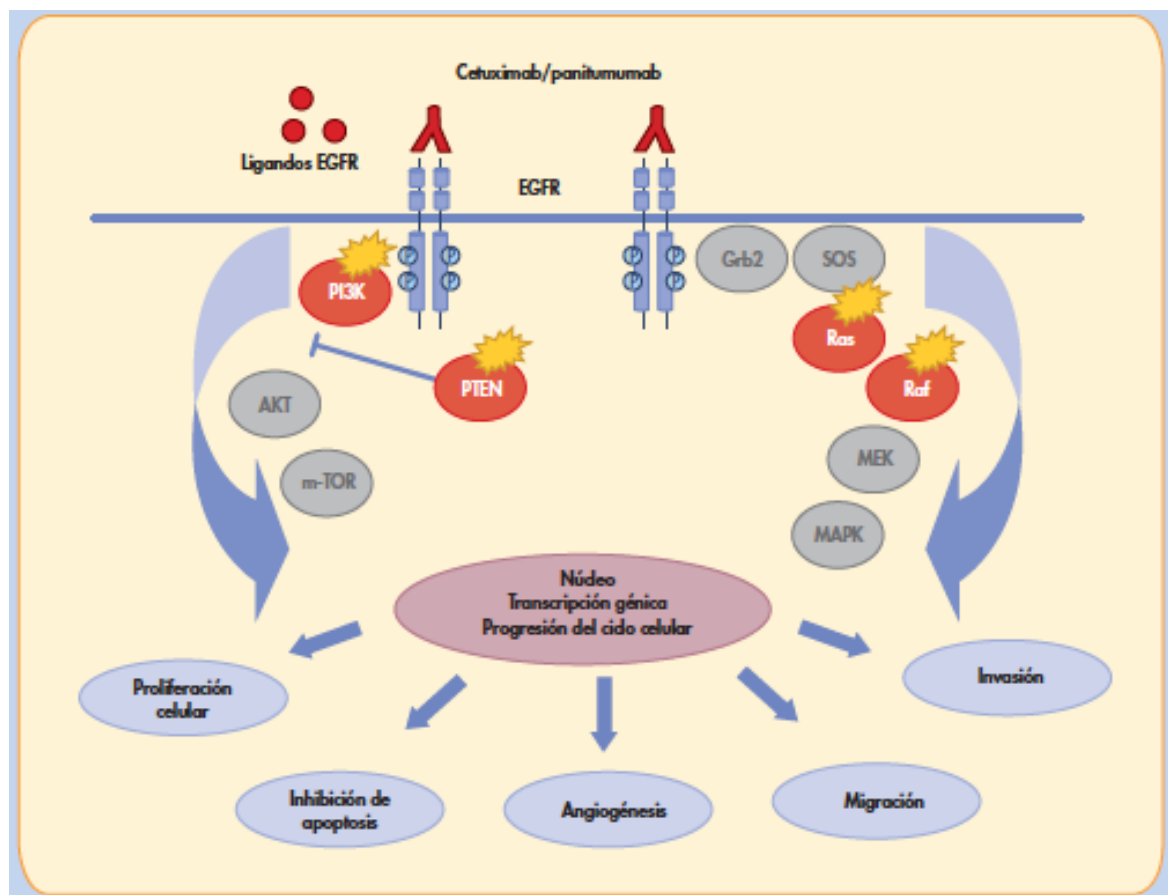 Cetuximab/panitumumab
Ligandos EGFR
EGFR
P
P
P
P
P
P
P
P
Grb2
SOS
PI3K
Ras
PTEN
Raf
AKT
MEK
m-TOR
MAPK
Núdeo
Transcripción génica
Progresión del cido celular
Proliferación
celular
Invasión
Inhibición de
apoptosis
Angiogénesis
Migración